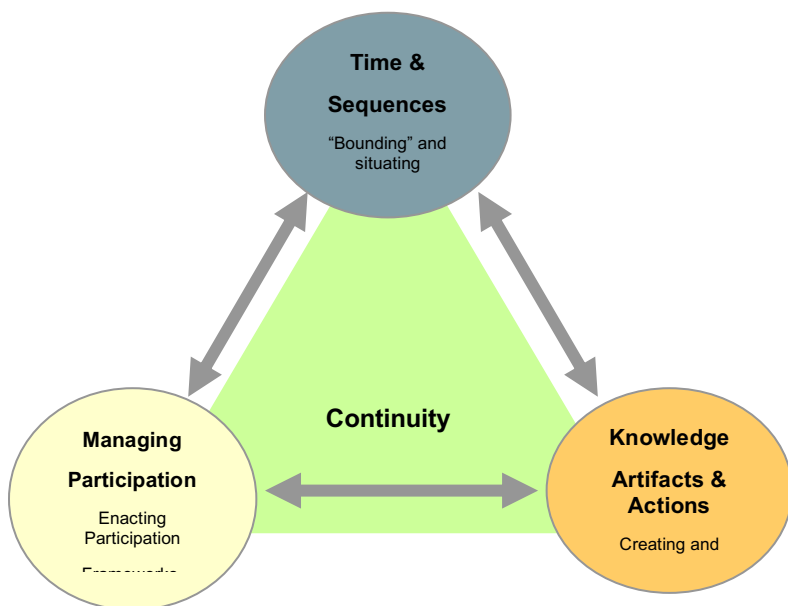 Time &
Sequences
“Bounding” and
situating
Continuity
Managing
Participation
Enacting
Participation
Knowledge
Artifacts &
Actions
Creating and